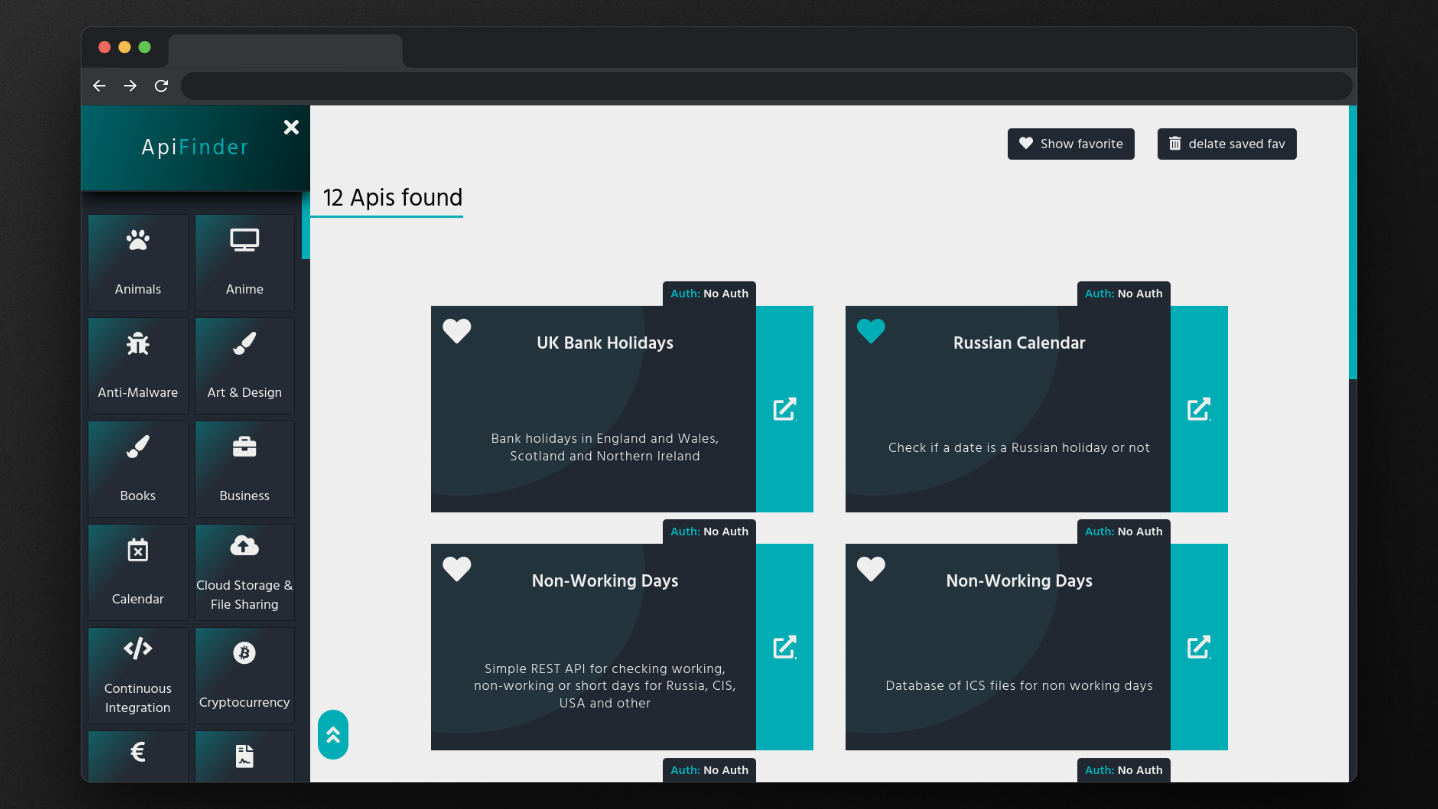 ApiFinder
Show favorite
delate saved fav
12 Apis found
Animals
Anime
Anti-Malware
Art & Design
Books
Business
Calendar
Cloud Storage &
File Sharing
Continuous
Integration
Cryptocurrency
Auth: No Auth
UK Bank Holidays
Bank holidays in England and Wales,
Scotland and Northern Ireland
Auth: No Auth
Russian Calendar
Check if a date is a Russian holiday or not
Auth: No Auth
Non-Working Days
Simple REST API for checking working,
non-working or short days for Russia, CIS,
USA and other
Auth: No Auth
Non-Working Days
Database of ICS files for non working days
Auth: No Auth
Auth: No Auth